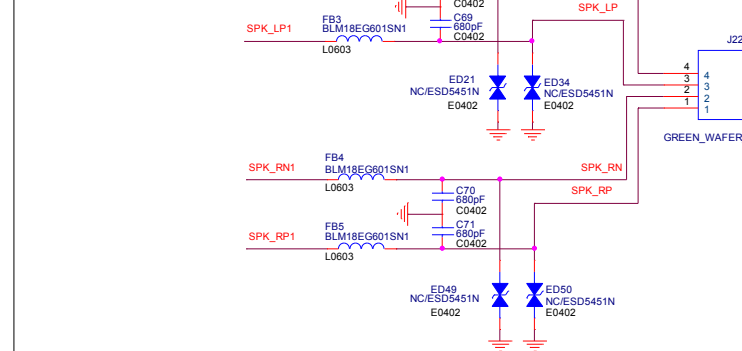 C0402
SPK_LP
C69
FB3
680pF
SPK_LP1
BLM18EG601SN1
C0402
J22
L0603
4
4
3
3
2
2
1
1
ED21
NC/ESD5451N
E0402
ED34
NC/ESD5451N
E0402
GREEN_WAFER
FB4
SPK_RN1
BLM18EG601SN1
SPK_RN
L0603
C70
680pF
C0402
SPK_RP
FB5
C71
680pF
SPK_RP1
BLM18EG601SN1
C0402
L0603
ED49
NC/ESD5451N
E0402
ED50
NC/ESD5451N
E0402